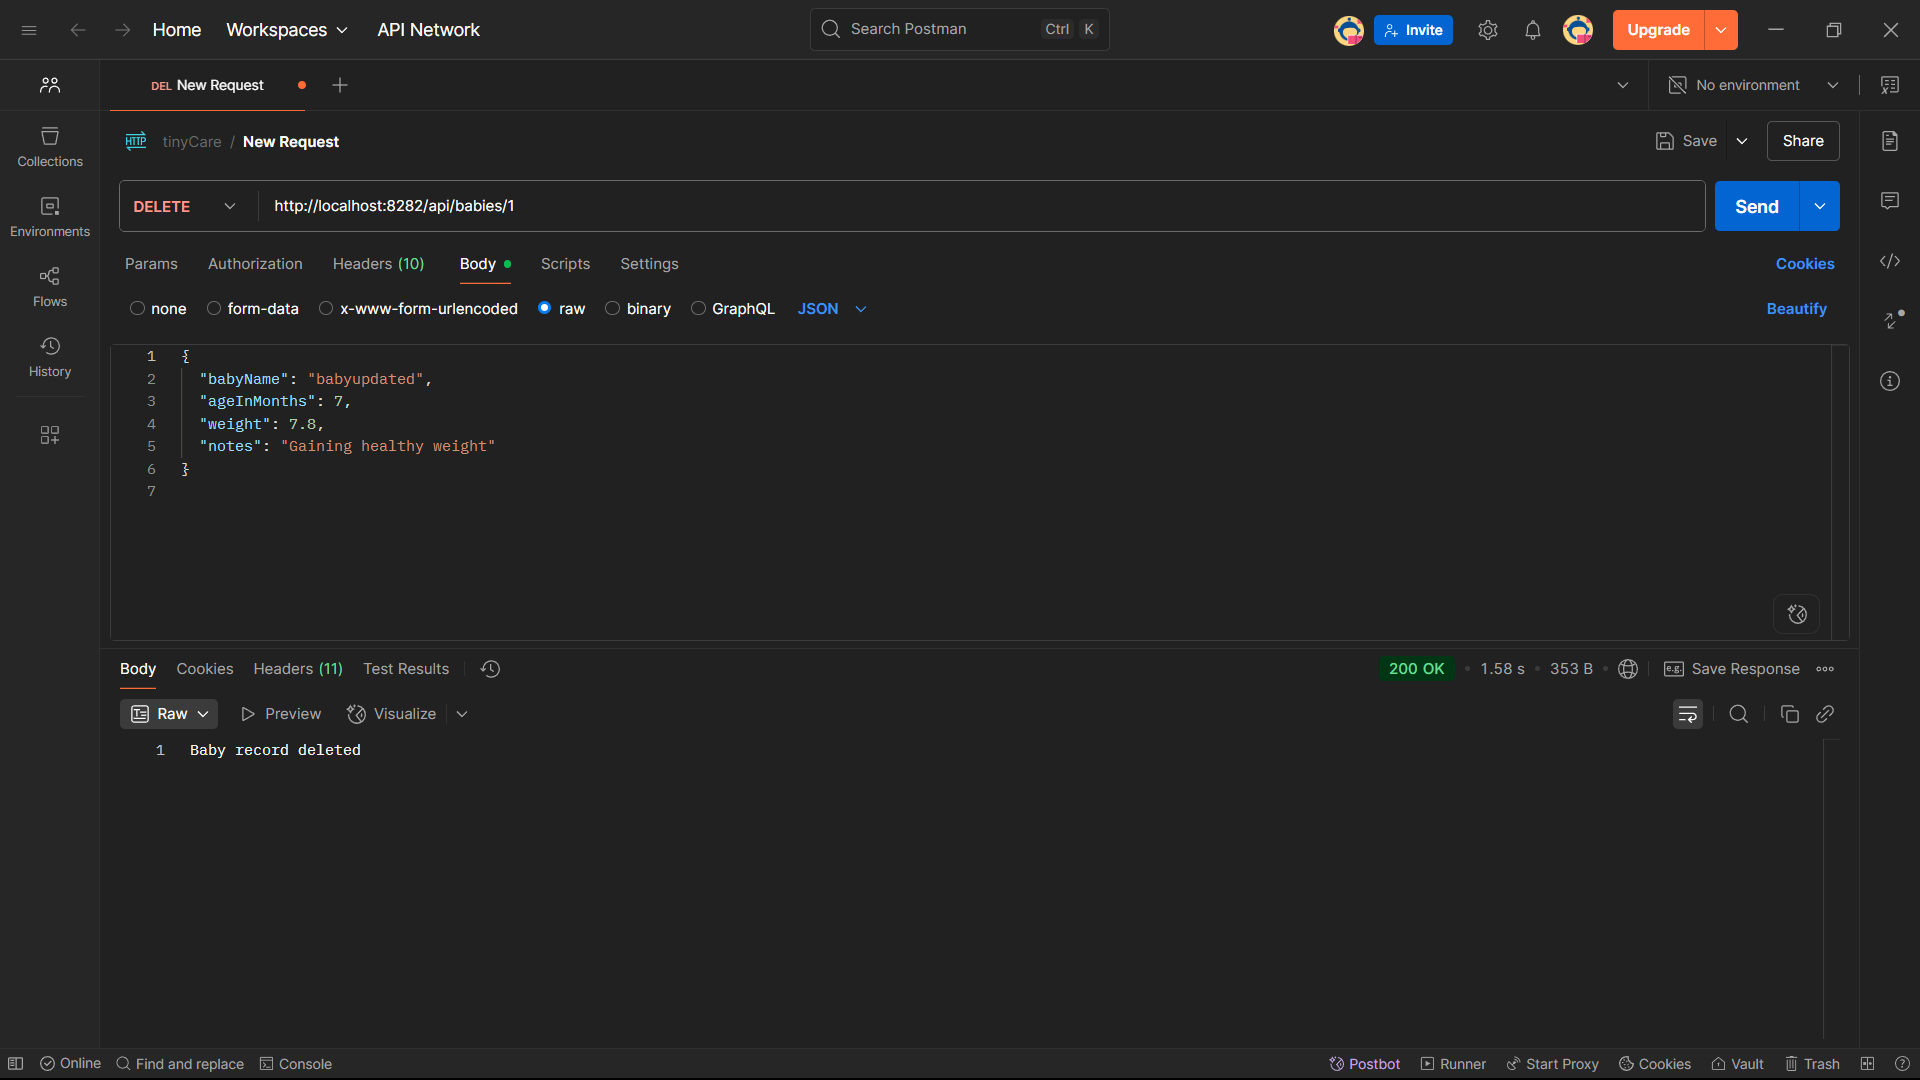 Home Workspaces API Network Search Postman Ctrl K Invite Upgrade
DEL New Request No environment
HTTP tinyCare / New Request Save Share
DELETE http://localhost:8282/api/babies/1 Send
Params Authorization Headers (10) Body Scripts Settings Cookies
none form-data x-www-form-urlencoded raw binary GraphQL JSON Beautify
Collections
Environments
Flows
History
1 {
2 "babyName": "babyupdated",
3 "ageInMonths": 7,
4 "weight": 7.8,
5 "notes": "Gaining healthy weight"
6 }
7
Body Cookies Headers (11) Test Results 200 OK 1.58 s 353 B e.g. Save Response
Raw Preview Visualize
1 Baby record deleted
Online Find and replace Console Postbot Runner Start Proxy Cookies Vault Trash